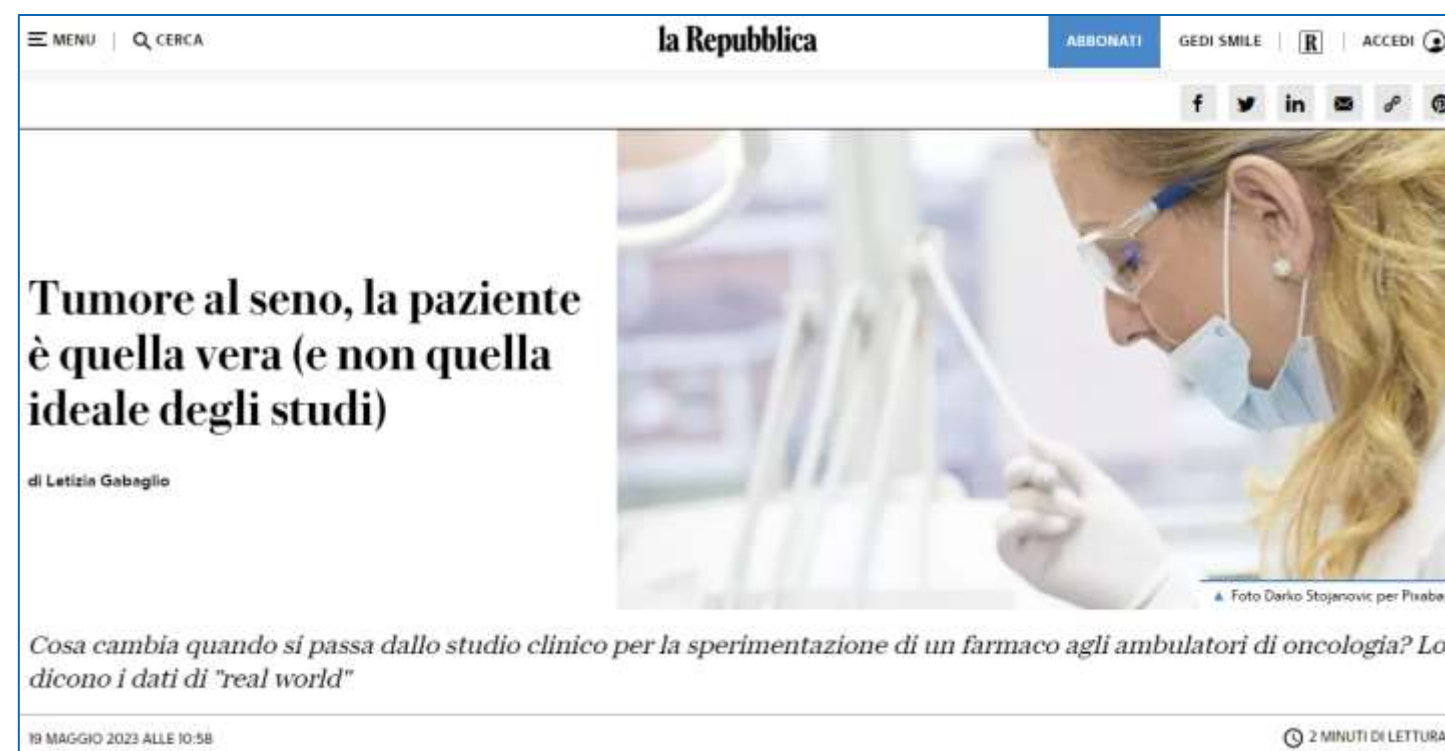 MENU | CERCA
la Repubblica
ABBONATI
GEDI SMILE | R | ACCEDI
Tumore al seno, la paziente
è quella vera (e non quella
ideale degli studi)
di Letizia Gabaglio
Foto Darko Stojanovic per Pixaba
Cosa cambia quando si passa dallo studio clinico per la sperimentazione di un farmaco agli ambulatori di oncologia? Lo
dicono i dati di "real world"
19 MAGGIO 2023 ALLE 10:58
2 MINUTI DI LETTURA